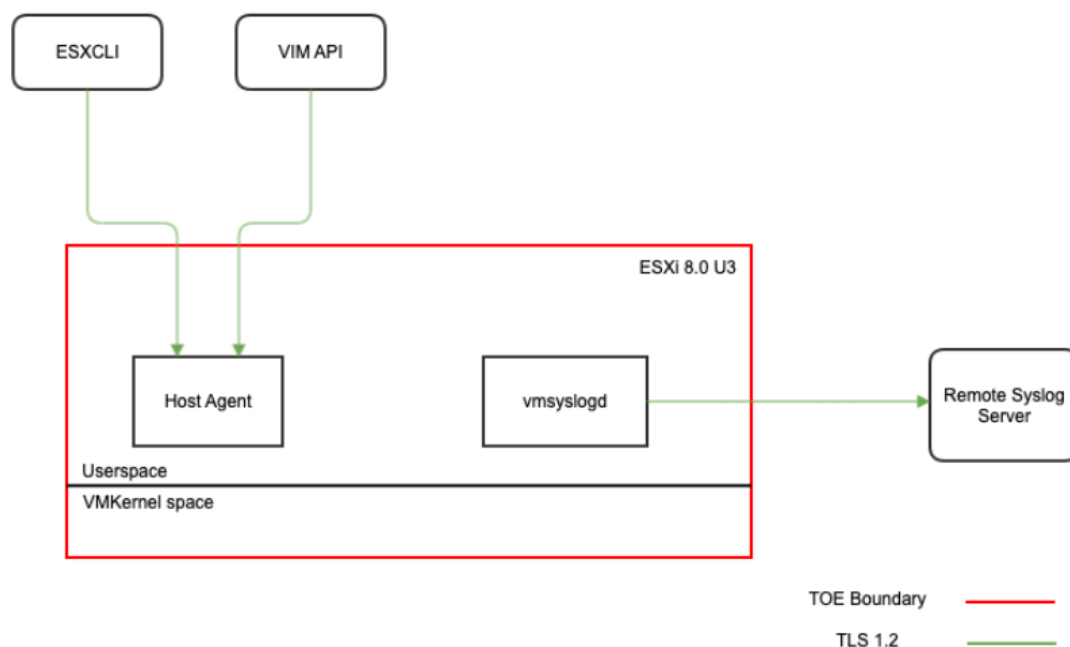 ESXCLI
VIM API
ESXi 8.0 U3
Host Agent
vmsyslogd
Remote Syslog
Server
Userspace
VMKernel space
TOE Boundary
TLS 1.2